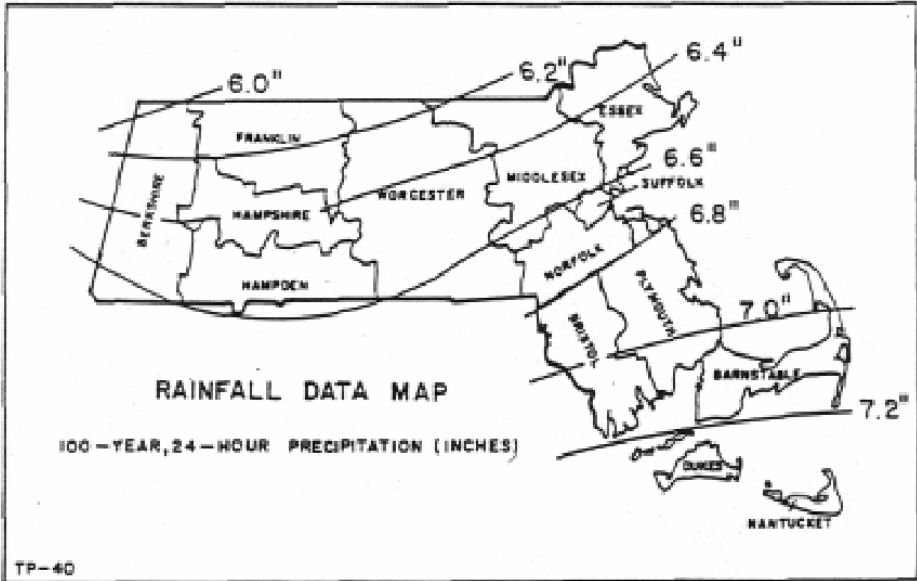 6.4"
6.2"
6.0"
ESSEX
FRANKLIN
6.6"
MIDDLESEX
SUFFOLK
WORCESTER
BERKSHIRE
HAMPSHIRE
6.8"
NORFOLK
HAMPDEN
PLYMOUTH
7.0"
BRISTOL
BARNSTABLE
RAINFALL DATA MAP
7.2"
100-YEAR, 24-HOUR PRECIPITATION (INCHES)
DUKES
NANTUCKET
TP-40